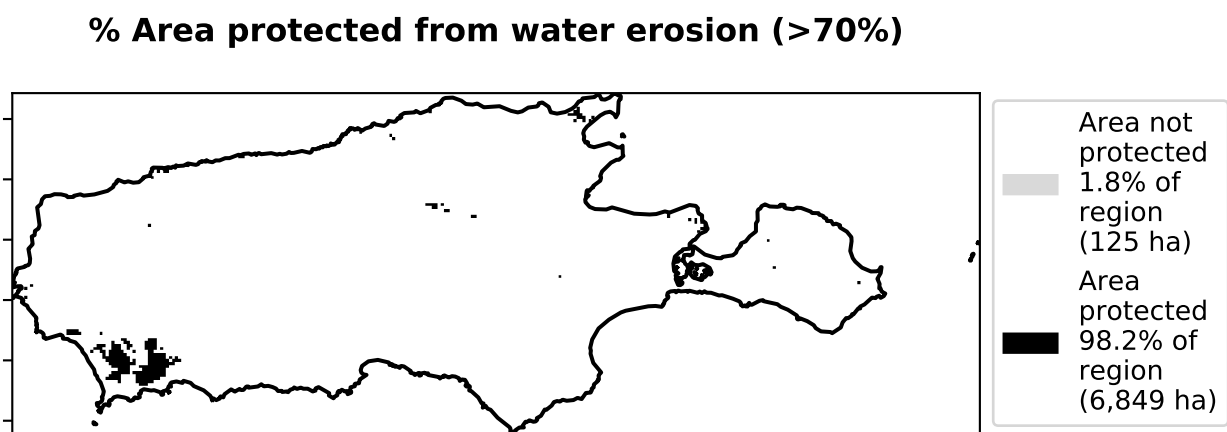 % Area protected from water erosion (>70%)
Area not
protected
1.8% of
region
(125 ha)
Area
protected
98.2% of
region
(6,849 ha)